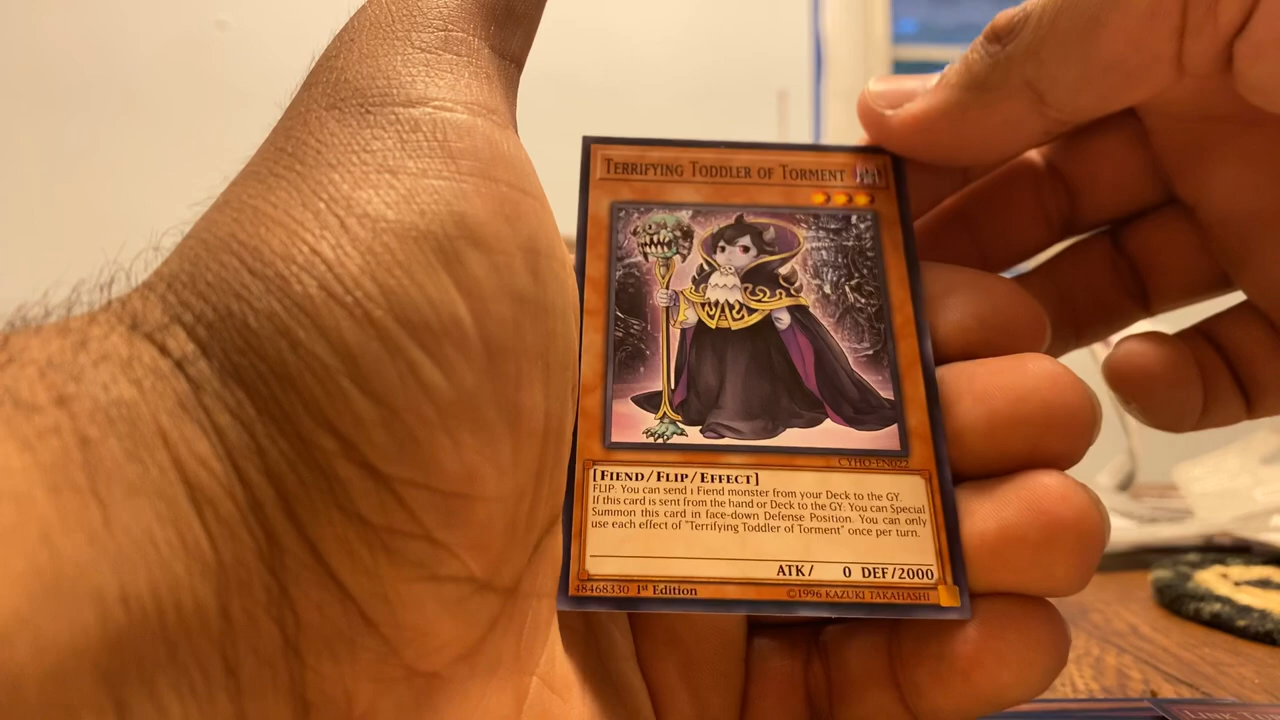 TERRIFYING TODDLER OF TORMENT
CYHO-EN022
[FIEND/FLIP/EFFECT]
FLIP: You can send 1 Fiend monster from your Deck to the GY.
If this card is sent from the hand or Deck to the GY: You can Special
Summon this card in face-down Defense Position. You can only
use each effect of "Terrifying Toddler of Torment" once per turn.
ATK/ 0 DEF/2000
48468330 1st Edition ©1996 KAZUKI TAKAHASHI